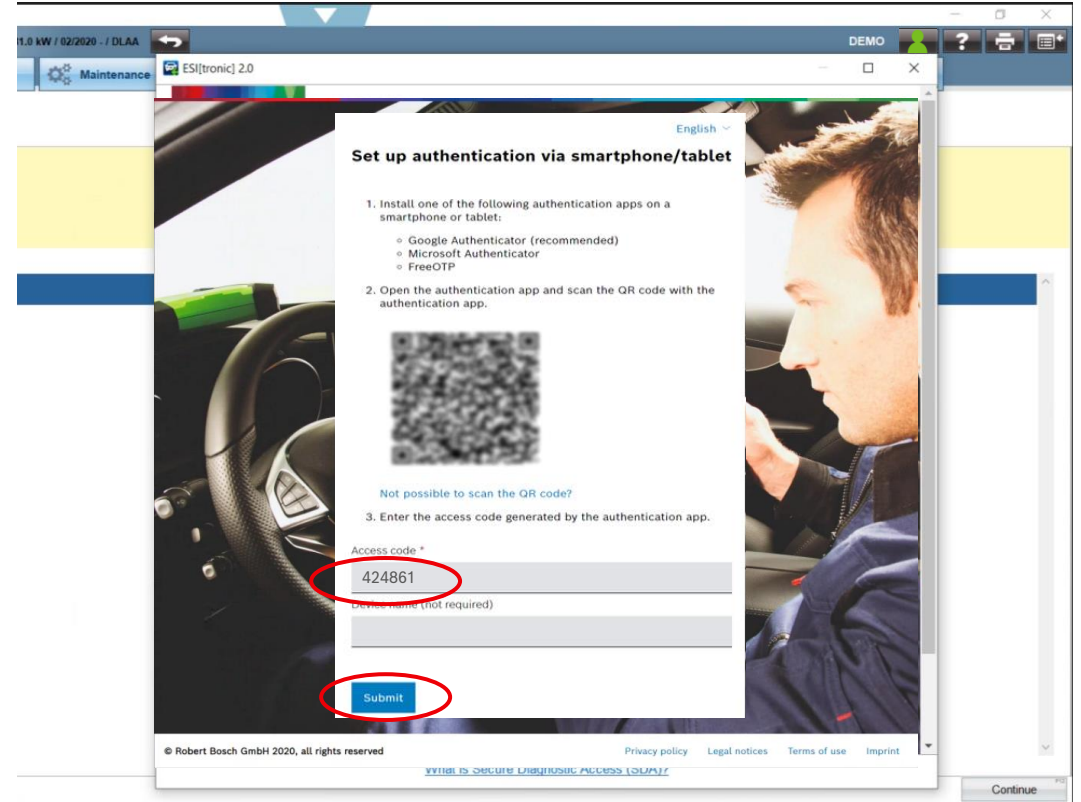 1.0 kW / 02/2020 - / DLAA
DEMO
?
Maintenance
ESI[tronic] 2.0
English
Set up authentication via smartphone/tablet
1. Install one of the following authentication apps on a
smartphone or tablet:
Google Authenticator (recommended)
Microsoft Authenticator
FreeOTP
2. Open the authentication app and scan the QR code with the
authentication app.
Not possible to scan the QR code?
3. Enter the access code generated by the authentication app.
Access code *
424861
Device name (not required)
Submit
© Robert Bosch GmbH 2020, all rights reserved
Privacy policy Legal notices Terms of use Imprint
What is Secure Diagnostic Access (SDA)?
Continue